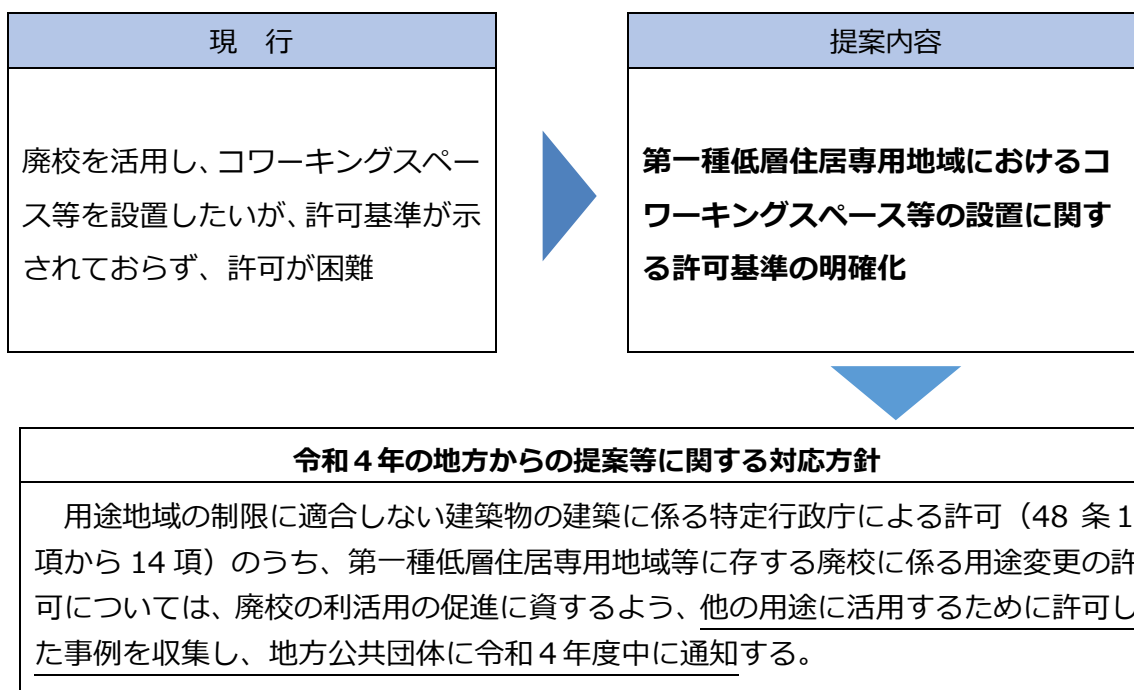 現　行
廃校を活用し、コワーキングスペー
ス等を設置したいが、許可基準が示
されておらず、許可が困難
提案内容
第一種低層住居専用地域におけるコ
ワーキングスペース等の設置に関す
る許可基準の明確化
令和４年の地方からの提案等に関する対応方針
　用途地域の制限に適合しない建築物の建築に係る特定行政庁による許可（48 条１
項から 14 項）のうち、第一種低層住居専用地域等に存する廃校に係る用途変更の許
可については、廃校の利活用の促進に資するよう、他の用途に活用するために許可し
た事例を収集し、地方公共団体に令和４年度中に通知する。